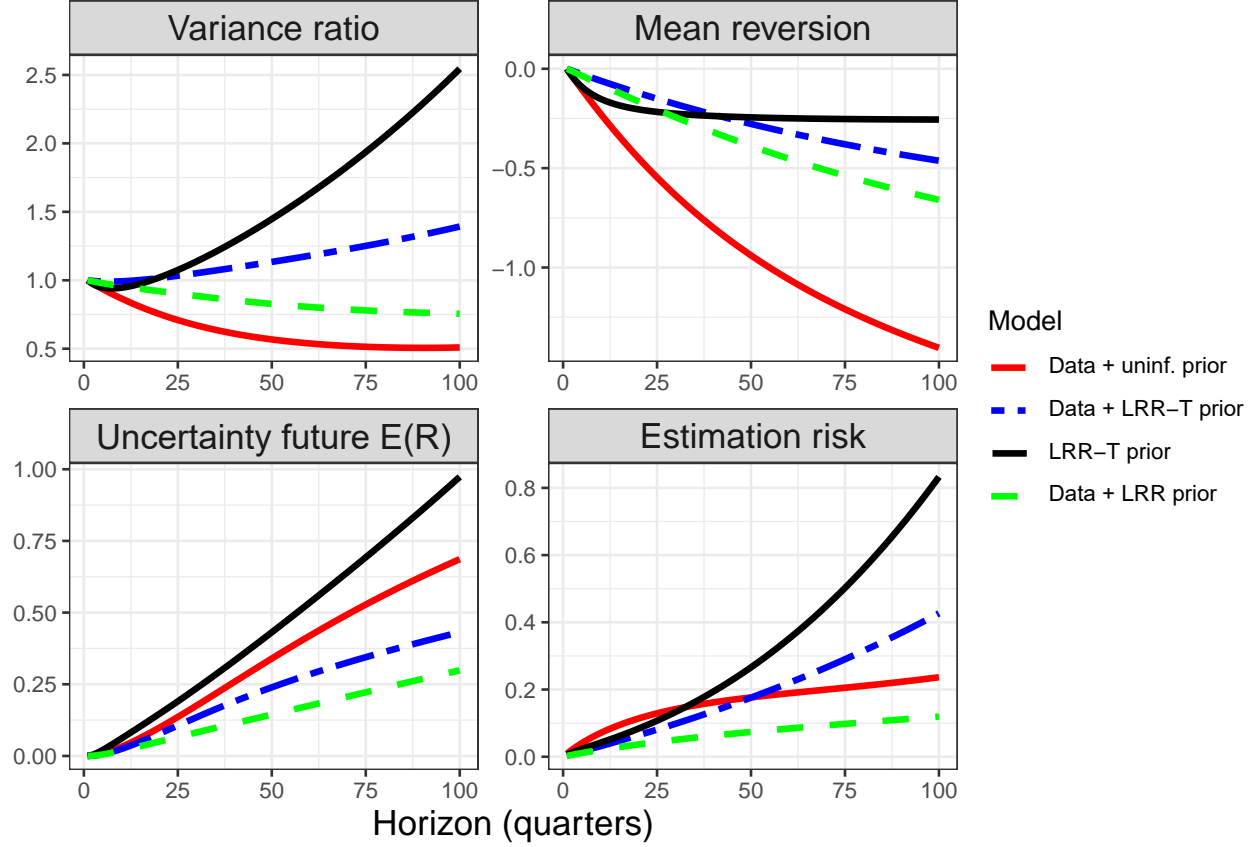 Variance ratio
Mean reversion
2.5
2.0
1.5
1.0
0.5
0 25 50 75 100
0.0
−0.5
−1.0
0 25 50 75 100
Uncertainty future E(R)
Estimation risk
1.00
0.75
0.50
0.25
0.00
0 25 50 75 100
0.8
0.6
0.4
0.2
0.0
0 25 50 75 100
Horizon (quarters)
Model
Data + uninf. prior
Data + LRR−T prior
LRR−T prior
Data + LRR prior